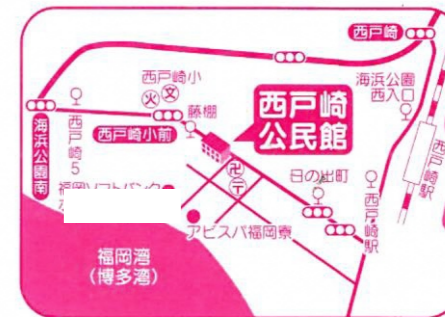 西戸崎
西戸崎小
文
火
海浜公園
西入口
西戸崎
公民館
藤棚
西戸崎小前
海浜公園南
西戸崎5
卍
〒
日の出町
西戸崎駅
西戸崎駅
アビスパ福岡寮
福岡湾
(博多湾)